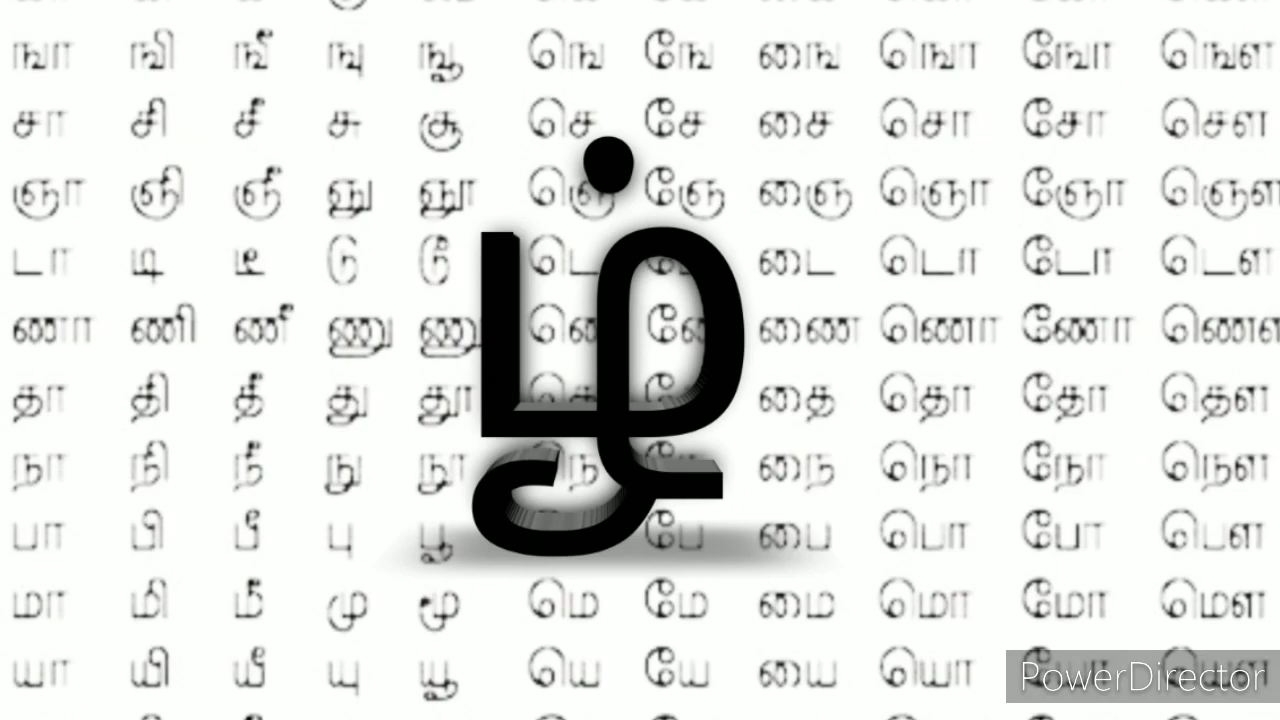 ஙா ஙி ஙீ ஙு ஙூ ஙெ ஙே ஙை ஙொ ஙோ ஙௌ
சா சி சீ சு சூ செ சே சை சொ சோ சௌ
ஞா ஞி ஞீ ஞு ஞூ ஞெ ஞே ஞை ஞொ ஞோ ஞௌ
டா டி டீ டு டூ டெ டை டொ டோ டௌ
ணா ணி ணீ ணு ணூ ணை ணொ ணோ ணௌ
ழ்
தா தி தீ து தூ தை தொ தோ தௌ
நா நி நீ நு நூ நை நொ நோ நௌ
பா பி பீ பு பூ பே பை பொ போ பௌ
மா மி மீ மு மூ மெ மே மை மொ மோ மௌ
யா யி யீ யு யூ யெ யே யை யொ யோ யௌ
PowerDirector